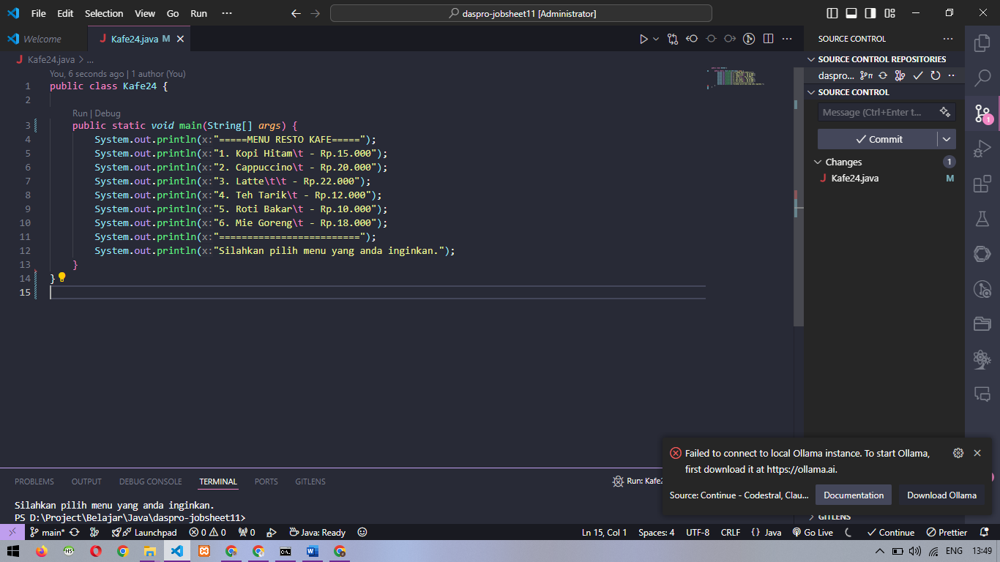 File Edit Selection View Go Run ··· daspro-jobsheet11 [Administrator]
Welcome
Kafe24.java M
Kafe24.java > ...
You, 6 seconds ago | 1 author (You)
1 public class Kafe24 {
2
Run | Debug
3 public static void main(String[] args) {
4 System.out.println(x:"=====MENU RESTO KAFE=====");
5 System.out.println(x:"1. Kopi Hitam\t - Rp.15.000");
6 System.out.println(x:"2. Cappuccino\t - Rp.20.000");
7 System.out.println(x:"3. Latte\t\t - Rp.22.000");
8 System.out.println(x:"4. Teh Tarik\t - Rp.12.000");
9 System.out.println(x:"5. Roti Bakar\t - Rp.10.000");
10 System.out.println(x:"6. Mie Goreng\t - Rp.18.000");
11 System.out.println(x:"=========================");
12 System.out.println(x:"Silahkan pilih menu yang anda inginkan.");
13 }
14 }
15
SOURCE CONTROL
SOURCE CONTROL REPOSITORIES
daspro...
SOURCE CONTROL
Message (Ctrl+Enter t...
Commit
Changes 1
Kafe24.java M
1
PROBLEMS OUTPUT DEBUG CONSOLE TERMINAL PORTS GITLENS
Run: Kafe2
Silahkan pilih menu yang anda inginkan.
PS D:\Project\Belajar\Java\daspro-jobsheet11>
Failed to connect to local Ollama instance. To start Ollama,
first download it at https://ollama.ai.
Source: Continue - Codestral, Clau... Documentation Download Ollama
GITLENS
main* Launchpad 0 0 0 Java: Ready Ln 15, Col 1 Spaces: 4 UTF-8 CRLF {} Java Go Live Continue Prettier
ENG 13:49